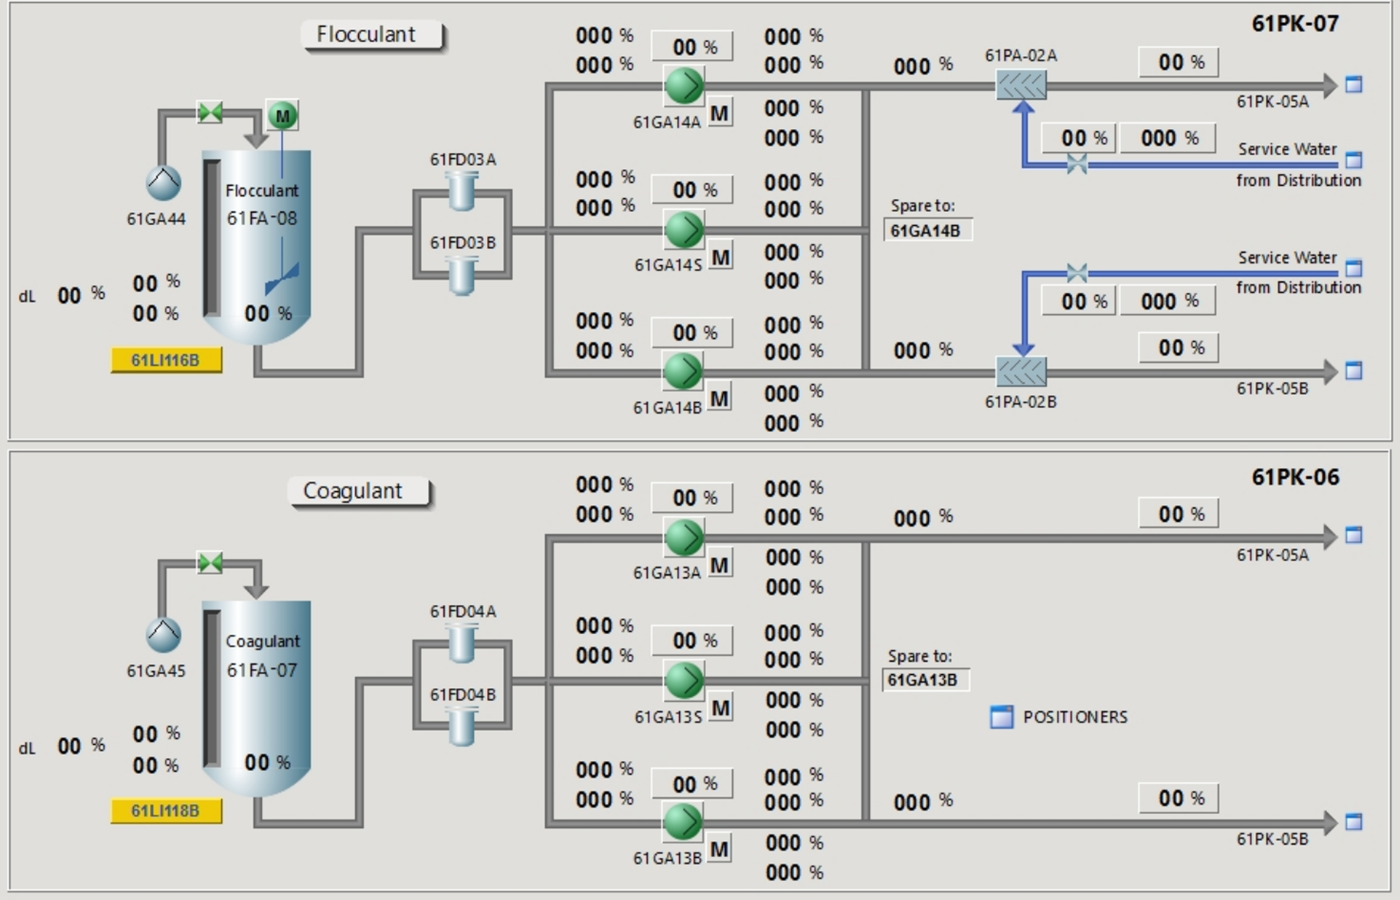 Flocculant
61PK-07
000 %
000 %
00 %
000 %
000 %
000 %
61PA-02A
00 %
61GA14A
M
000 %
000 %
61PK-05A
M
00 %
000 %
Service Water
from Distribution
61GA44
Flocculant
61FA-08
61FD03A
61FD03B
000 %
000 %
00 %
000 %
000 %
Spare to:
61GA14B
61GA14S
M
000 %
000 %
Service Water
from Distribution
00 %
000 %
dL 00 %
00 %
00 %
00 %
61LI116B
000 %
000 %
00 %
000 %
000 %
000 %
00 %
61GA14B
M
000 %
000 %
61PA-02B
61PK-05B
Coagulant
61PK-06
000 %
000 %
00 %
000 %
000 %
000 %
00 %
61GA13A
M
000 %
000 %
61PK-05A
61GA45
Coagulant
61FA-07
61FD04A
61FD04B
000 %
000 %
00 %
000 %
000 %
Spare to:
61GA13B
61GA13S
M
000 %
000 %
POSITIONERS
dL 00 %
00 %
00 %
00 %
61LI118B
000 %
000 %
00 %
000 %
000 %
000 %
00 %
61GA13B
M
000 %
000 %
61PK-05B